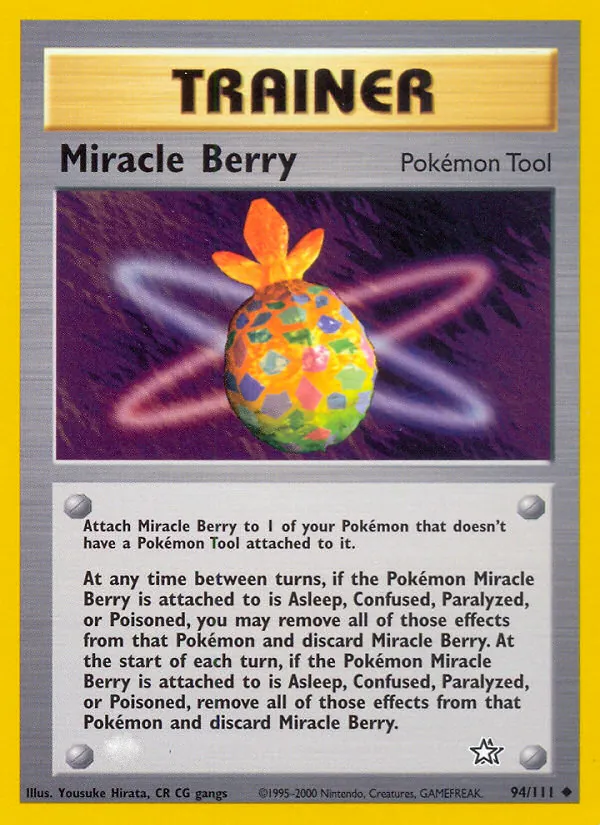 TRAINER
Miracle Berry
Pokémon Tool
Attach Miracle Berry to 1 of your Pokémon that doesn't
have a Pokémon Tool attached to it.
At any time between turns, if the Pokémon Miracle
Berry is attached to is Asleep, Confused, Paralyzed,
or Poisoned, you may remove all of those effects
from that Pokémon and discard Miracle Berry. At
the start of each turn, if the Pokémon Miracle
Berry is attached to is Asleep, Confused, Paralyzed,
or Poisoned, remove all of those effects from that
Pokémon and discard Miracle Berry.
Illus. Yousuke Hirata, CR CG gangs
©1995-2000 Nintendo, Creatures, GAMEFREAK.
94/111